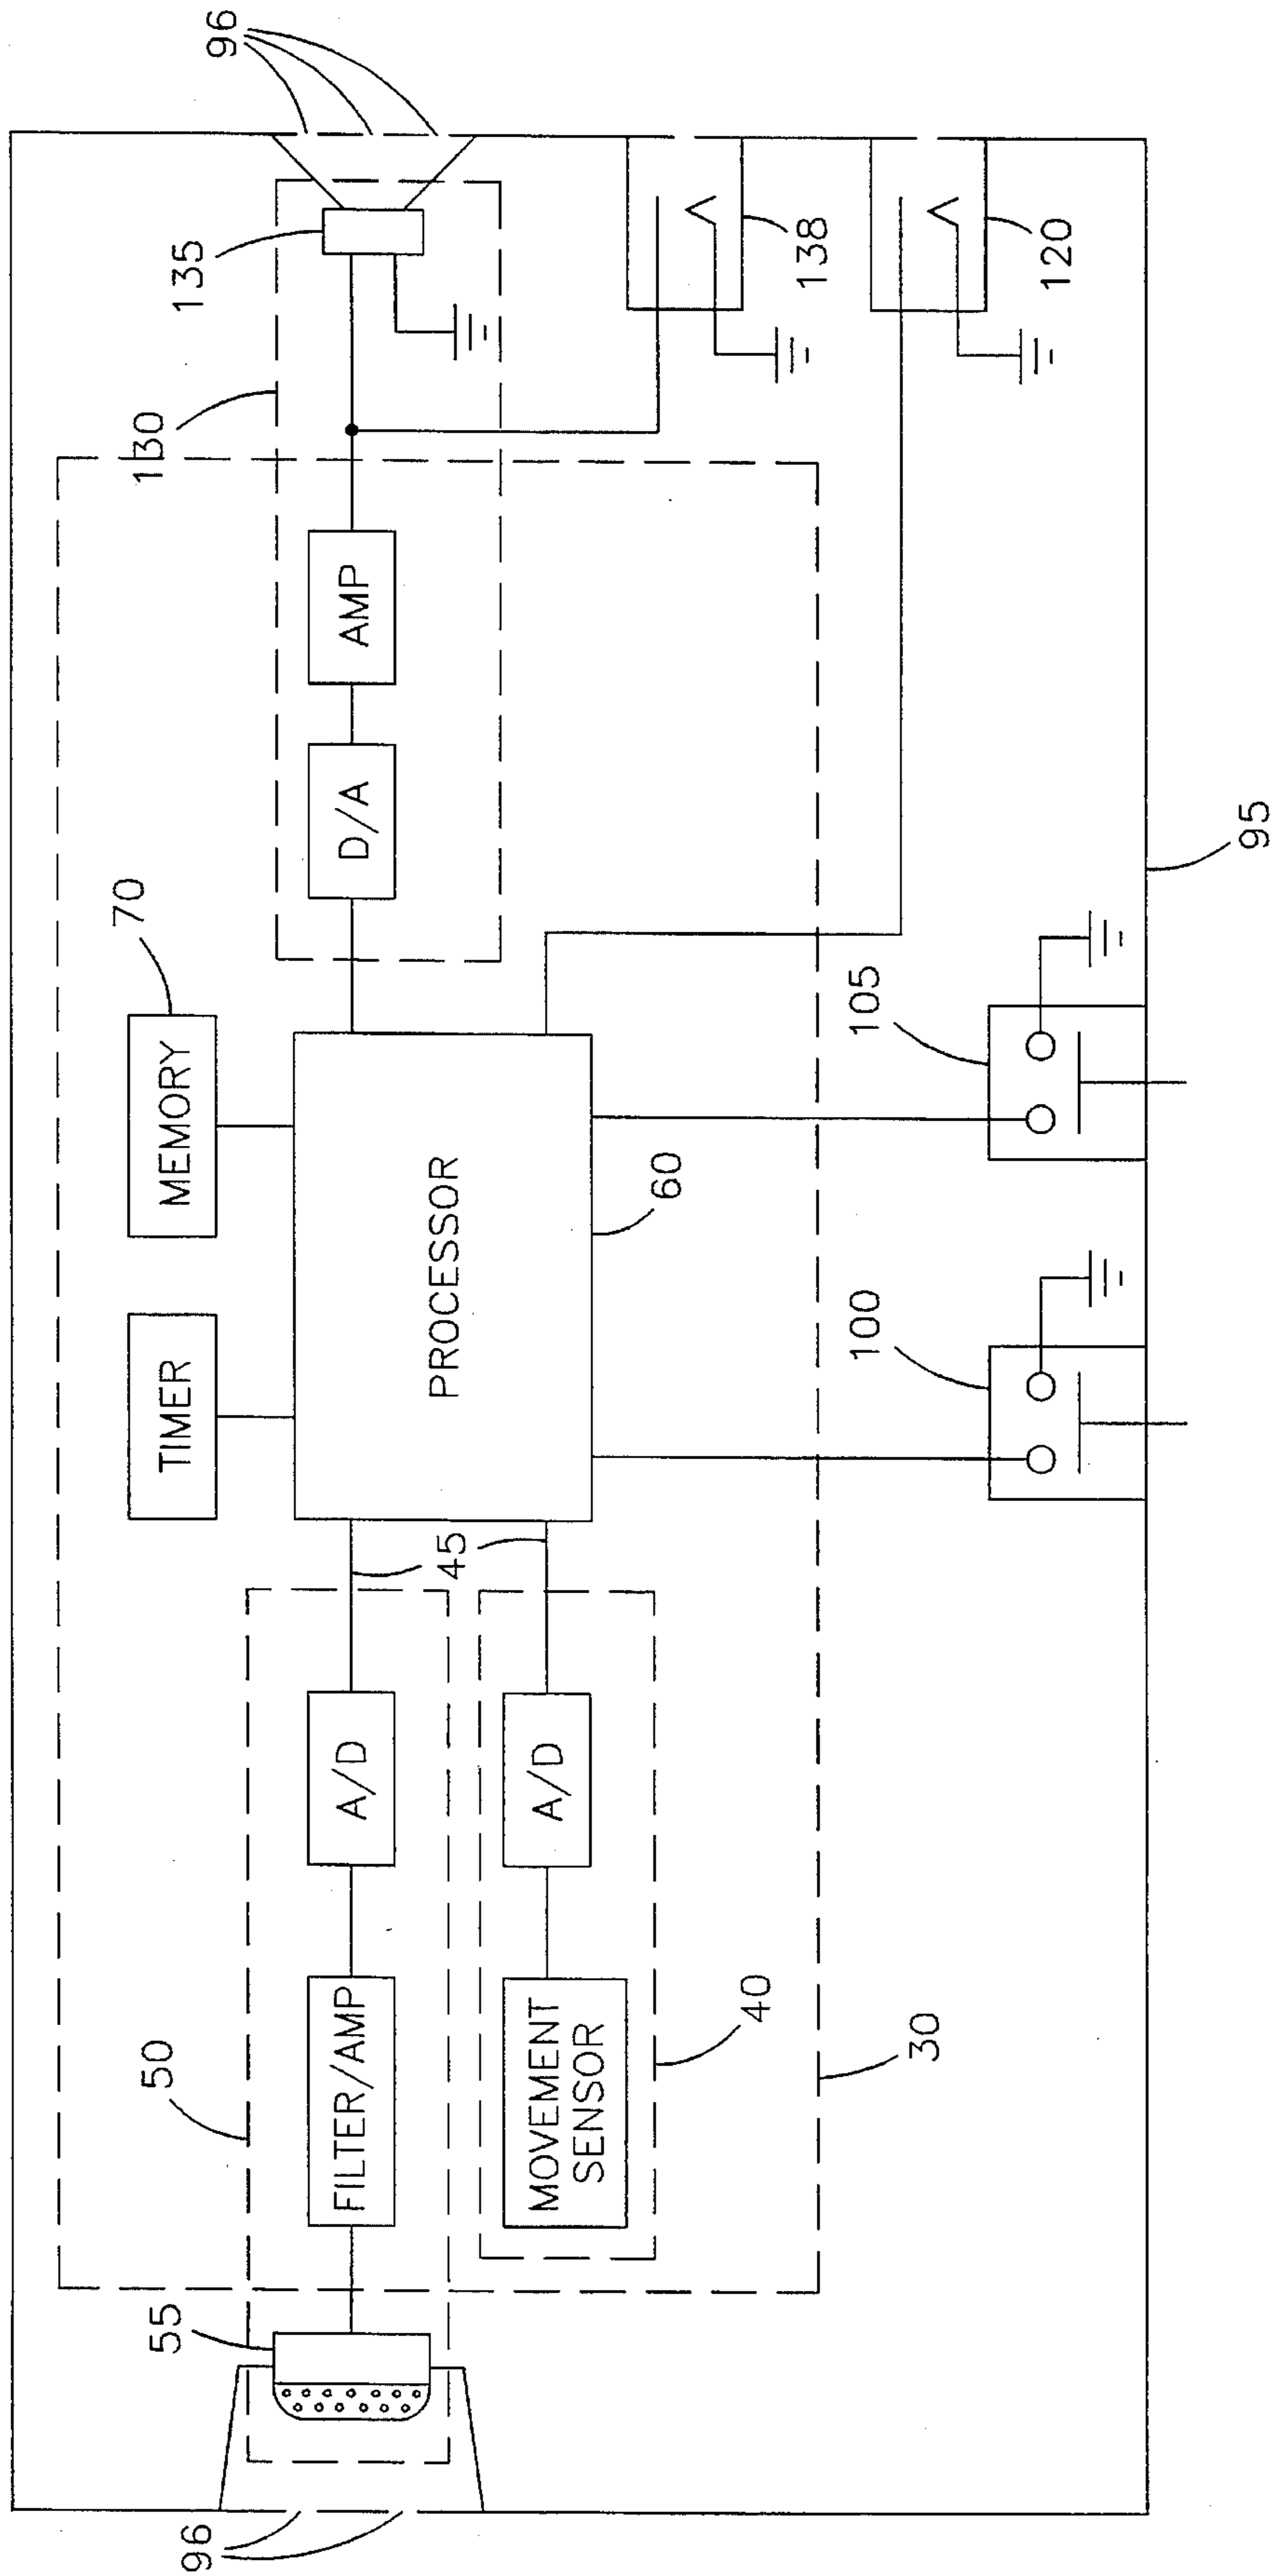 70
130
50
55
TIMER
MEMORY
135
96
96
FILTER/AMP
A/D
D/A
AMP
45
PROCESSOR
MOVEMENT
SENSOR
A/D
60
40
138
100
105
30
120
95